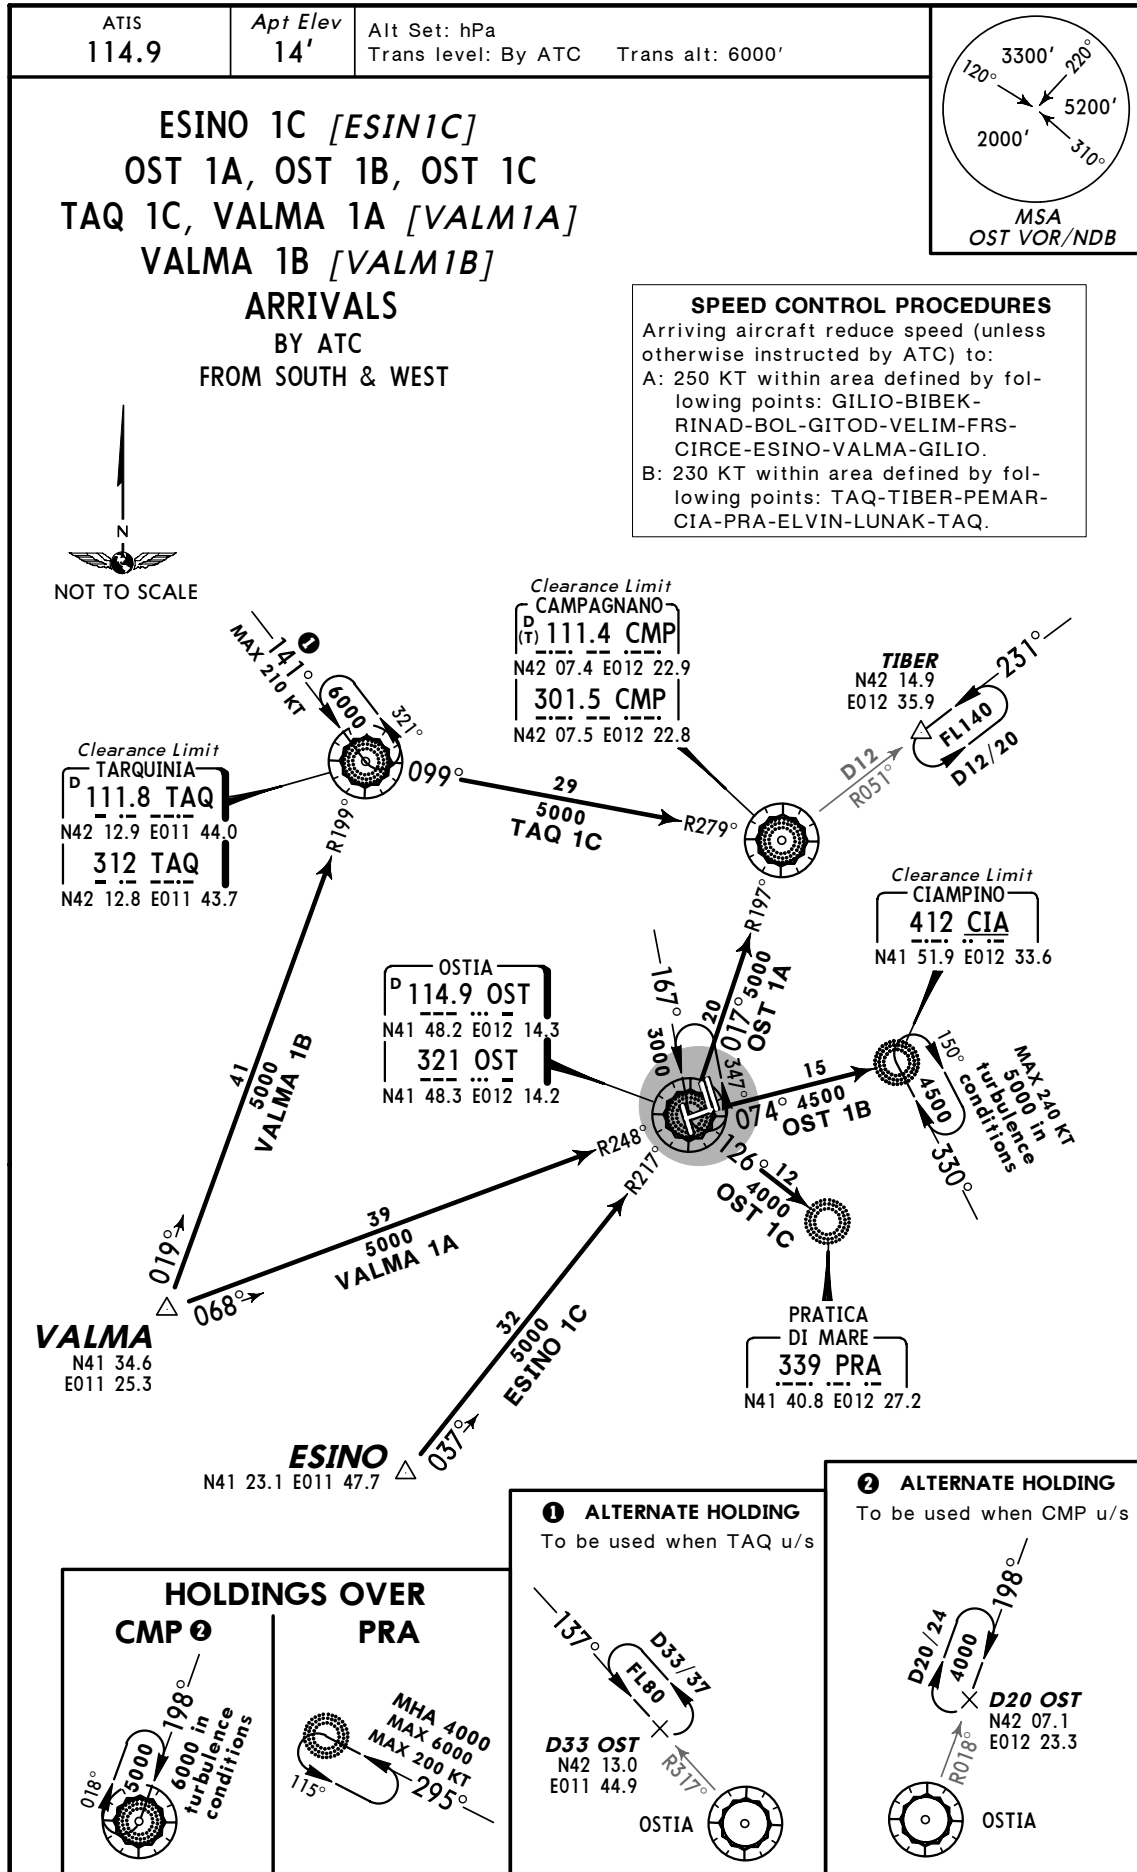 ATIS
114.9
Apt Elev
14'
Alt Set: hPa
Trans level: By ATC Trans alt: 6000'
3300'
120°
220°
5200'
2000'
310°
MSA
OST VOR/NDB
ESINO 1C [ESIN1C]
OST 1A, OST 1B, OST 1C
TAQ 1C, VALMA 1A [VALM1A]
VALMA 1B [VALM1B]
ARRIVALS
BY ATC
FROM SOUTH & WEST
SPEED CONTROL PROCEDURES
Arriving aircraft reduce speed (unless
otherwise instructed by ATC) to:
A: 250 KT within area defined by fol-
lowing points: GILIO-BIBEK-
RINAD-BOL-GITOD-VELIM-FRS-
CIRCE-ESINO-VALMA-GILIO.
B: 230 KT within area defined by fol-
lowing points: TAQ-TIBER-PEMAR-
CIA-PRA-ELVIN-LUNAK-TAQ.
N
NOT TO SCALE
141°
1
MAX 210 KT
6000
321°
Clearance Limit
TARQUINIA
D 111.8 TAQ
N42 12.9 E011 44.0
312 TAQ
N42 12.8 E011 43.7
Clearance Limit
CAMPAGNANO
D (T) 111.4 CMP
N42 07.4 E012 22.9
301.5 CMP
N42 07.5 E012 22.8
TIBER
N42 14.9
E012 35.9
231°
FL140
D12/20
D12
R051°
099°
29
5000
TAQ 1C
R279°
R199°
R197°
Clearance Limit
CIAMPINO
412 CIA
N41 51.9 E012 33.6
OSTIA
D 114.9 OST
N41 48.2 E012 14.3
321 OST
N41 48.3 E012 14.2
167°
3000
347°
20
017° 5000
OST 1A
15
074° 4500
OST 1B
150°
4500
330°
MAX 240 KT
5000 in
turbulence
conditions
126° 12
4000
OST 1C
41
5000
VALMA 1B
019°
R248°
R217°
39
5000
VALMA 1A
068°
VALMA
N41 34.6
E011 25.3
32
5000
ESINO 1C
037°
ESINO
N41 23.1 E011 47.7
PRATICA
DI MARE
339 PRA
N41 40.8 E012 27.2
HOLDINGS OVER
CMP 2
198°
5000
018°
6000 in
turbulence
conditions
PRA
MHA 4000
MAX 6000
MAX 200 KT
115°
295°
1 ALTERNATE HOLDING
To be used when TAQ u/s
137°
D33/37
FL80
D33 OST
N42 13.0
E011 44.9
R317°
OSTIA
2 ALTERNATE HOLDING
To be used when CMP u/s
198°
D20/24
4000
D20 OST
N42 07.1
E012 23.3
R018°
OSTIA